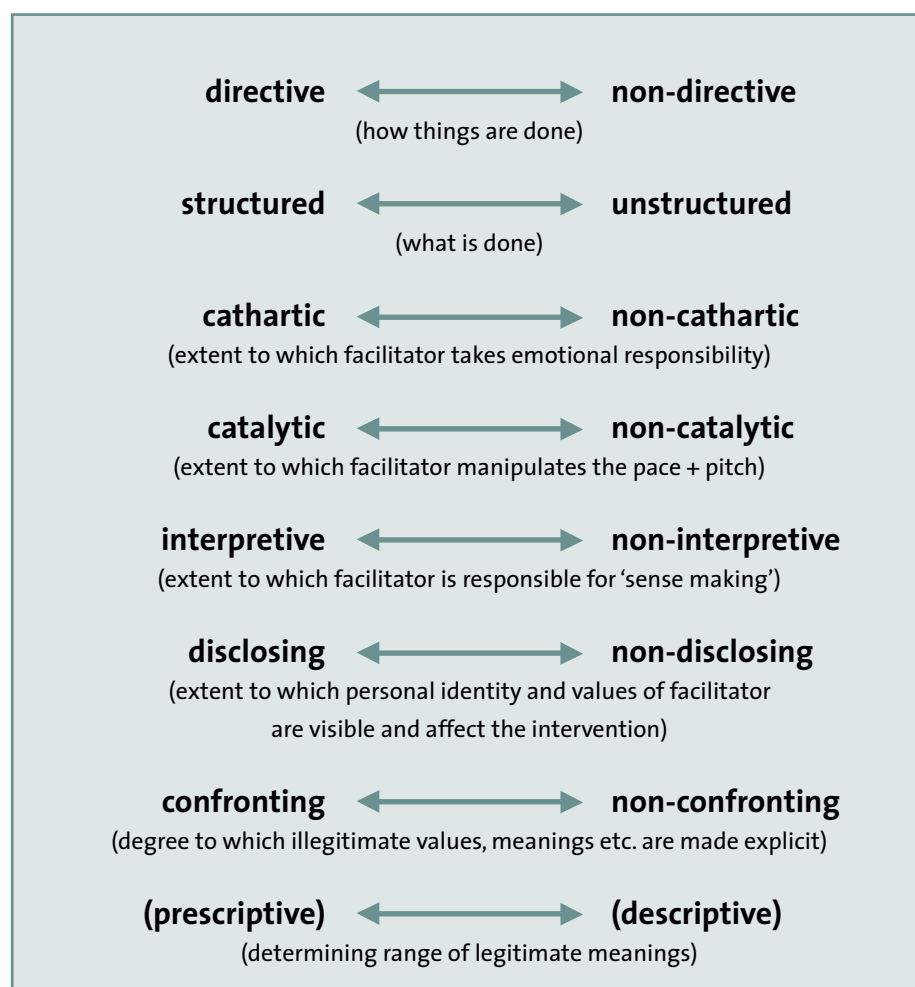 directive non-directive
(how things are done)
structured unstructured
(what is done)
cathartic non-cathartic
(extent to which facilitator takes emotional responsibility)
catalytic non-catalytic
(extent to which facilitator manipulates the pace + pitch)
interpretive non-interpretive
(extent to which facilitator is responsible for ‘sense making’)
disclosing non-disclosing
(extent to which personal identity and values of facilitator
are visible and affect the intervention)
confronting non-confronting
(degree to which illegitimate values, meanings etc. are made explicit)
(prescriptive) (descriptive)
(determining range of legitimate meanings)